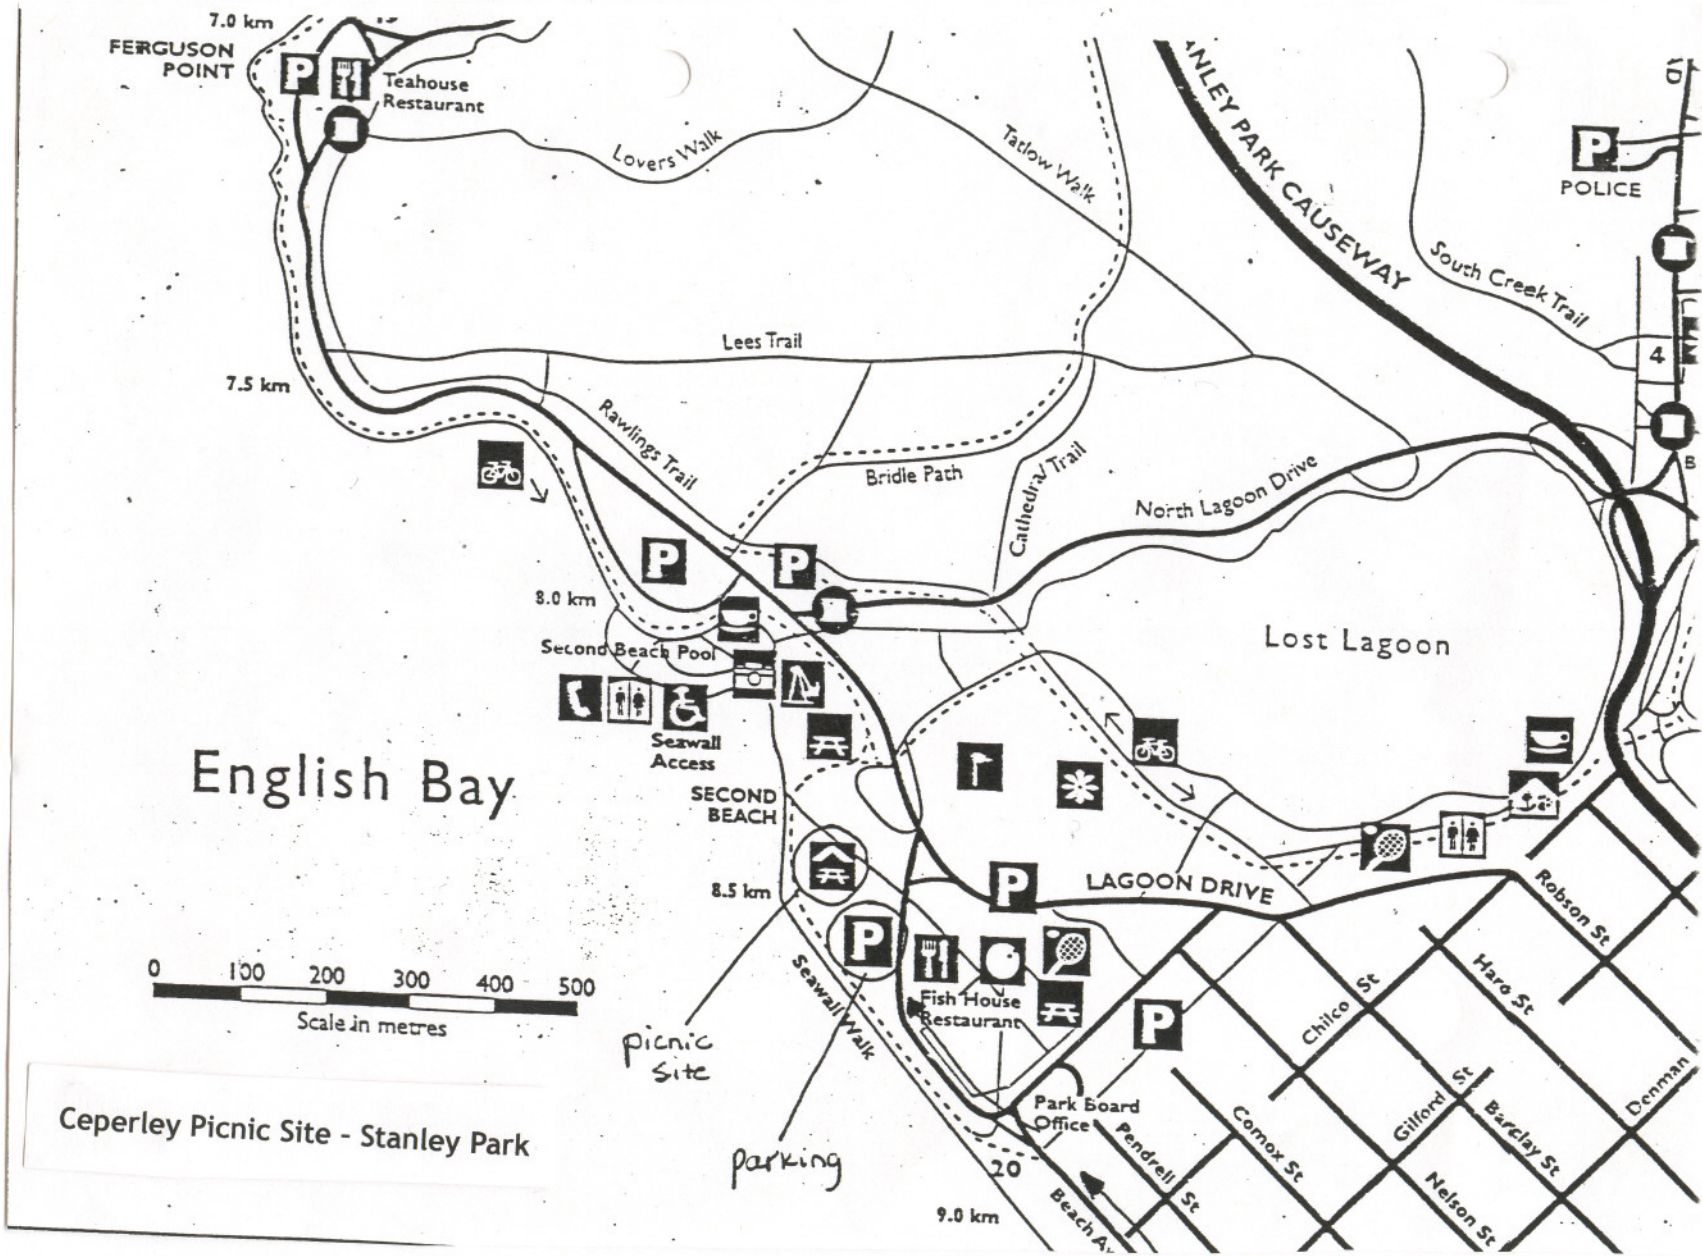 7.0 km
FERGUSON
POINT
P
Teahouse
Restaurant
Lovers Walk
Tatlow Walk
ANLEY PARK CAUSEWAY
P
POLICE
South Creek Trail
4
Lees Trail
7.5 km
Rawlings Trail
Bridle Path
Cathedral Trail
North Lagoon Drive
B
P
P
8.0 km
Second Beach Pool
Lost Lagoon
Seawall
Access
English Bay
SECOND
BEACH
8.5 km
P
LAGOON DRIVE
P
Robson St
Haro St
Chilco St
Fish House
Restaurant
P
Seawall Walk
0 100 200 300 400 500
Scale in metres
picnic
site
Ceperley Picnic Site - Stanley Park
parking
Park Board
Office
Pendrell St
Comox St
Gilford St
Barclay St
Denman
Nelson St
20
Beach Av
9.0 km